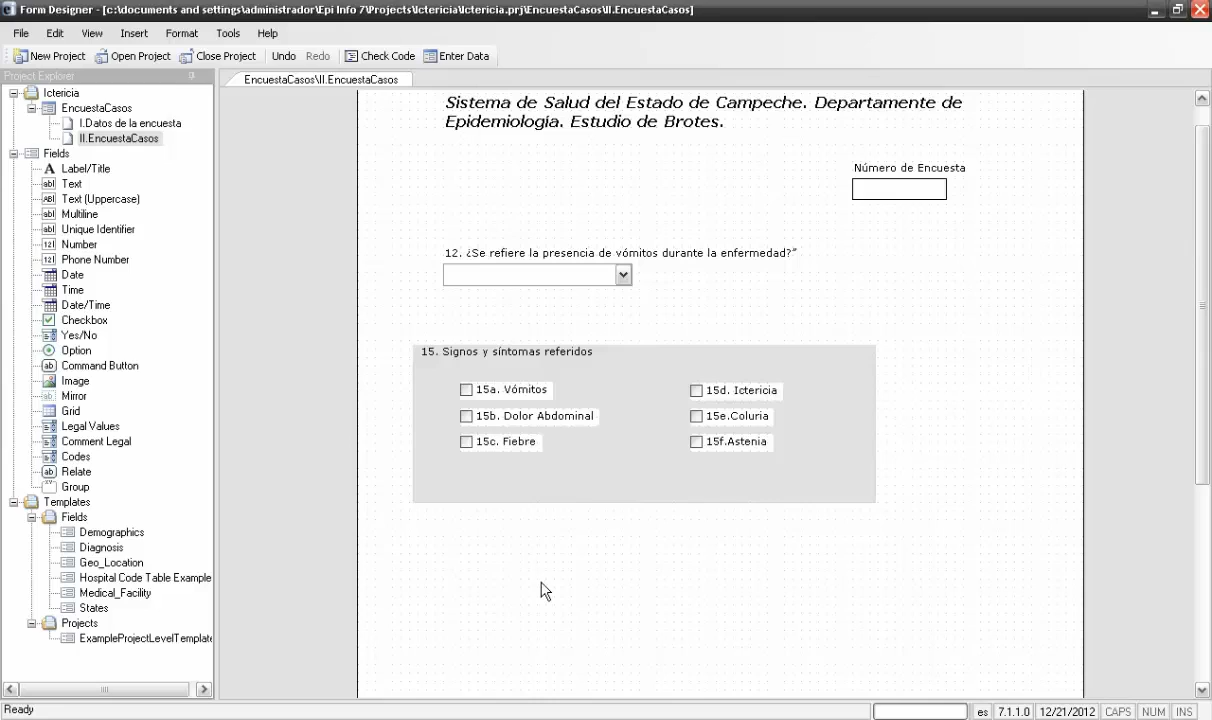 Form Designer - [c:\documents and settings\administrador\Epi Info 7\Projects\Ictericia\Ictericia.prj\EncuestaCasos\II.EncuestaCasos]
File Edit View Insert Format Tools Help
New Project Open Project Close Project Undo Redo Check Code Enter Data
Project Explorer
Ictericia
EncuestaCasos
I.Datos de la encuesta
II.EncuestaCasos
Fields
Label/Title
Text
Text (Uppercase)
Multiline
Unique Identifier
Number
Phone Number
Date
Time
Date/Time
Checkbox
Yes/No
Option
Command Button
Image
Mirror
Grid
Legal Values
Comment Legal
Codes
Relate
Group
Templates
Fields
Demographics
Diagnosis
Geo_Location
Hospital Code Table Example
Medical_Facility
States
Projects
ExampleProjectLevelTemplate
EncuestaCasos\II.EncuestaCasos
Sistema de Salud del Estado de Campeche. Departamente de
Epidemiología. Estudio de Brotes.
Número de Encuesta
12. ¿Se refiere la presencia de vómitos durante la enfermedad?"
15. Signos y síntomas referidos
15a. Vómitos
15d. Ictericia
15b. Dolor Abdominal
15e.Coluria
15c. Fiebre
15f.Astenia
Ready
es 7.1.1.0 12/21/2012 CAPS NUM INS